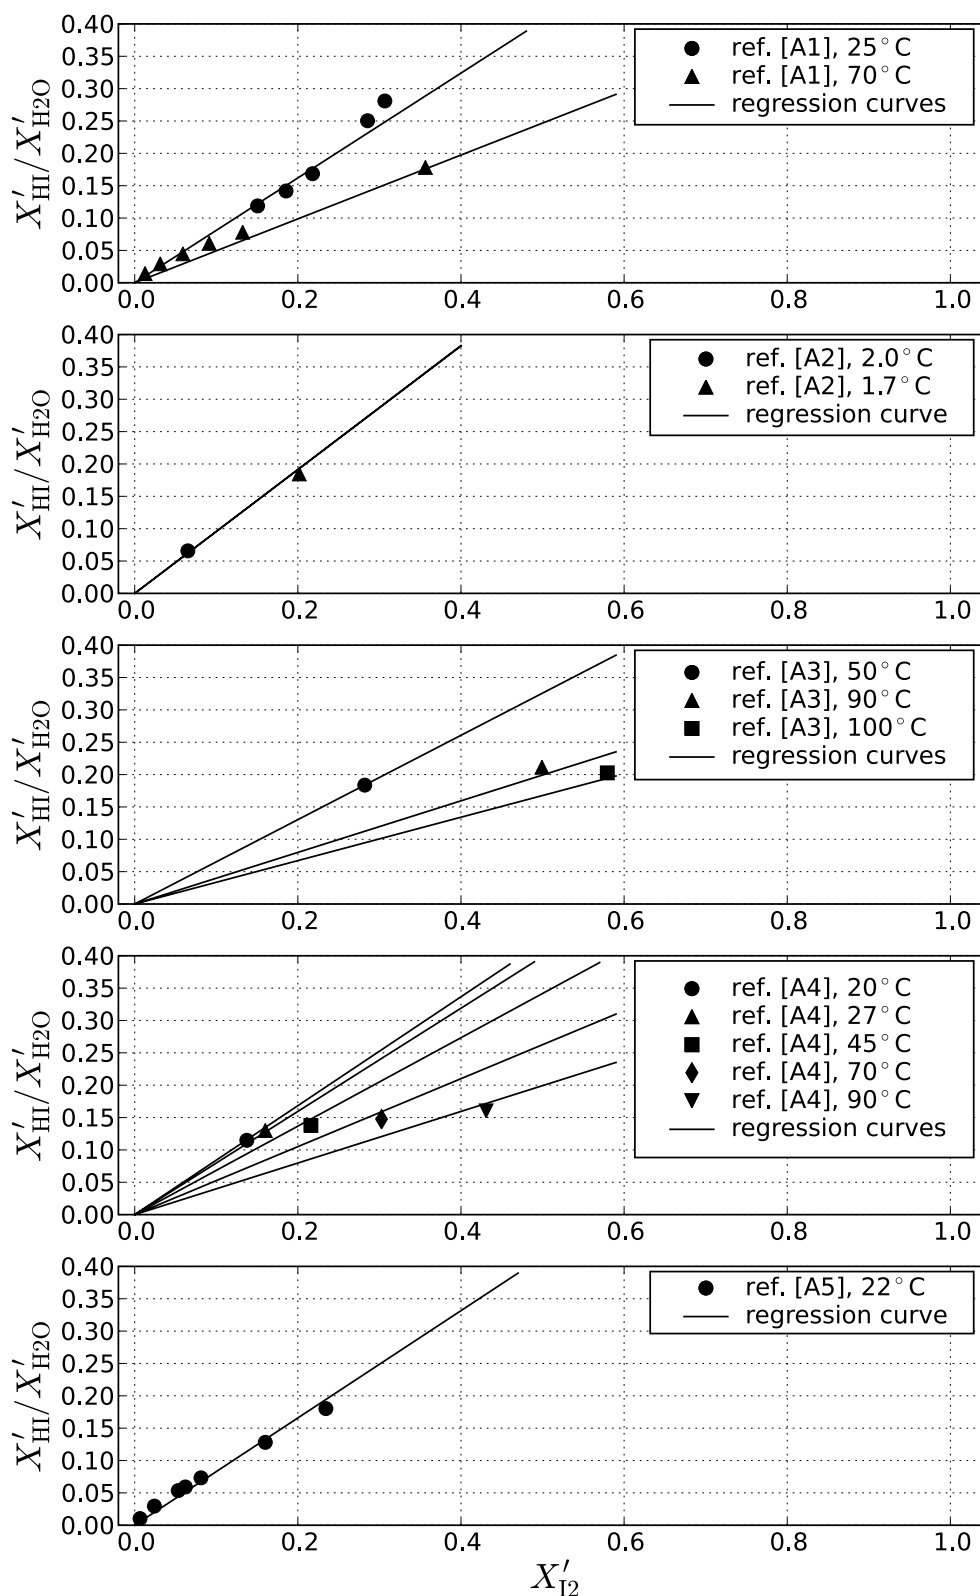 0.40
0.35
0.30
0.25
0.20
0.15
0.10
0.05
0.00
X′HI/X′H2O
ref. [A1], 25°C
ref. [A1], 70°C
regression curves
0.0 0.2 0.4 0.6 0.8 1.0
0.40
0.35
0.30
0.25
0.20
0.15
0.10
0.05
0.00
X′HI/X′H2O
ref. [A2], 2.0°C
ref. [A2], 1.7°C
regression curve
0.0 0.2 0.4 0.6 0.8 1.0
0.40
0.35
0.30
0.25
0.20
0.15
0.10
0.05
0.00
X′HI/X′H2O
ref. [A3], 50°C
ref. [A3], 90°C
ref. [A3], 100°C
regression curves
0.0 0.2 0.4 0.6 0.8 1.0
0.40
0.35
0.30
0.25
0.20
0.15
0.10
0.05
0.00
X′HI/X′H2O
ref. [A4], 20°C
ref. [A4], 27°C
ref. [A4], 45°C
ref. [A4], 70°C
ref. [A4], 90°C
regression curves
0.0 0.2 0.4 0.6 0.8 1.0
0.40
0.35
0.30
0.25
0.20
0.15
0.10
0.05
0.00
X′HI/X′H2O
ref. [A5], 22°C
regression curve
0.0 0.2 0.4 0.6 0.8 1.0
X′I2